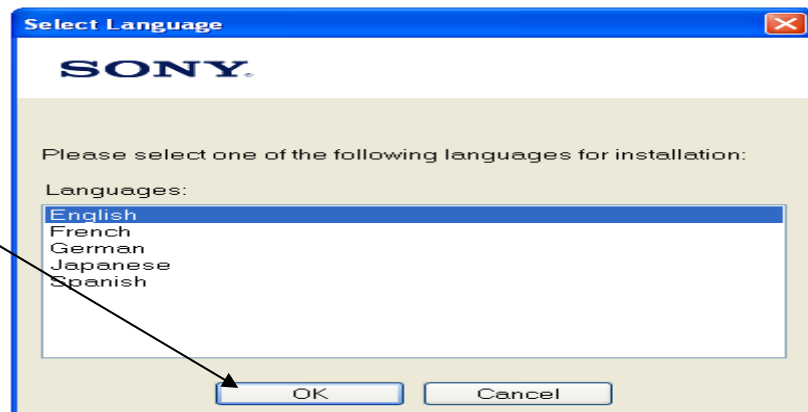 Select Language
SONY.
Please select one of the following languages for installation:
Languages:
English
French
German
Japanese
Spanish
OK Cancel